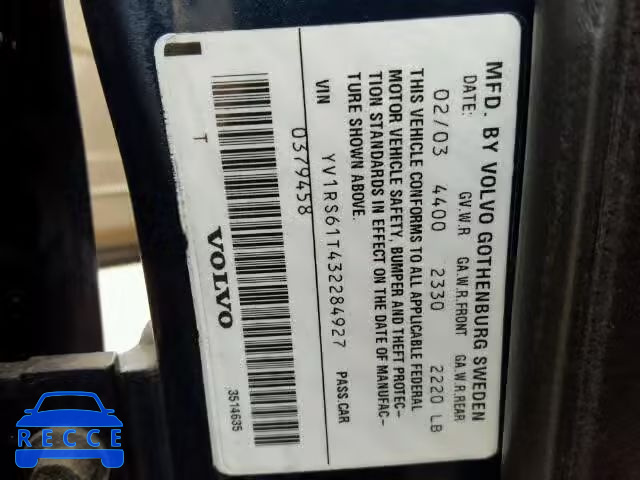 MFD. BY VOLVO GOTHENBURG SWEDEN
DATE: GV.W.R GA.W.R.FRONT GA.W.R.REAR
02/03 4400 2330 2220 LB
THIS VEHICLE CONFORMS TO ALL APPLICABLE FEDERAL
MOTOR VEHICLE SAFETY, BUMPER AND THEFT PROTEC–
TION STANDARDS IN EFFECT ON THE DATE OF MANUFAC–
TURE SHOWN ABOVE.
VIN YV1RS61T432284927 PASS.CAR
0379458
T VOLVO 3514635
RECCE